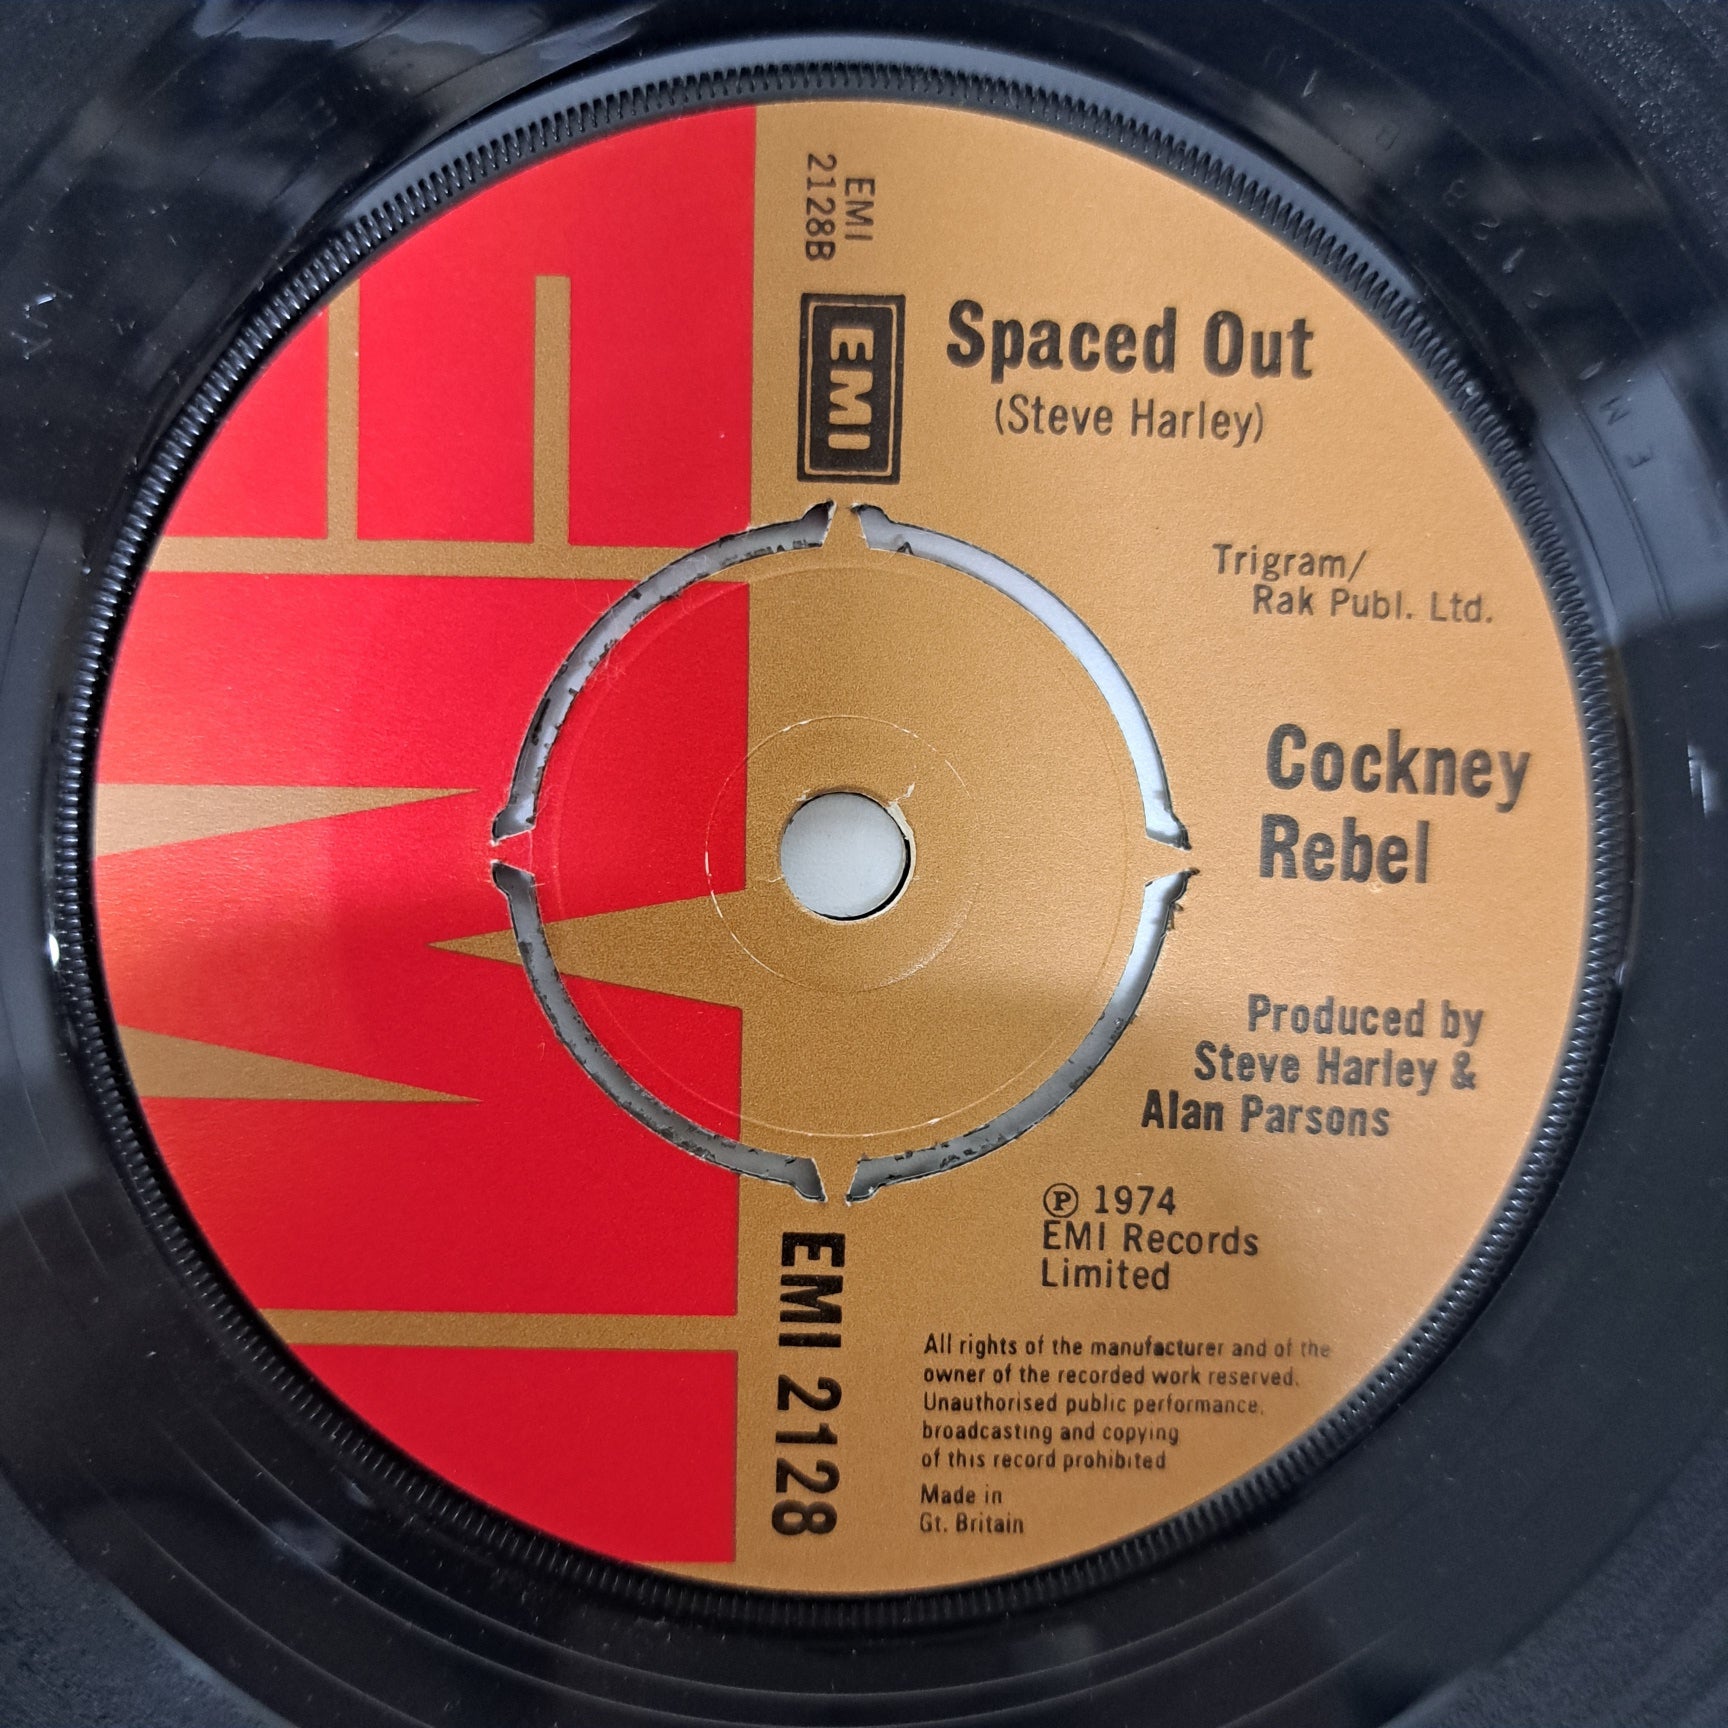 EMI
2128B
EMI
Spaced Out
(Steve Harley)
Trigram/
Rak Publ. Ltd.
Cockney
Rebel
Produced by
Steve Harley &
Alan Parsons
Ⓟ 1974
EMI Records
Limited
EMI 2128
All rights of the manufacturer and of the
owner of the recorded work reserved.
Unauthorised public performance,
broadcasting and copying
of this record prohibited
Made in
Gt. Britain